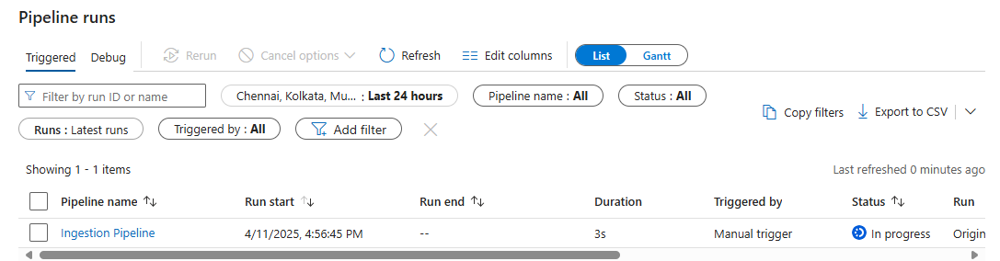 Pipeline runs
Triggered Debug Rerun Cancel options Refresh Edit columns List Gantt
Filter by run ID or name Chennai, Kolkata, Mu... : Last 24 hours Pipeline name : All Status : All
Runs : Latest runs Triggered by : All Add filter Copy filters Export to CSV
Showing 1 - 1 items Last refreshed 0 minutes ago
Pipeline name Run start Run end Duration Triggered by Status Run
Ingestion Pipeline 4/11/2025, 4:56:45 PM -- 3s Manual trigger In progress Origin